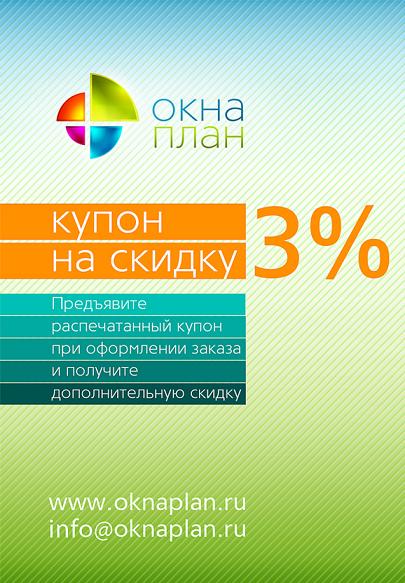 окна
план
купон
на скидку 3%
Предъявите
распечатанный купон
при оформлении заказа
и получите
дополнительную скидку
www.oknaplan.ru
info@oknaplan.ru